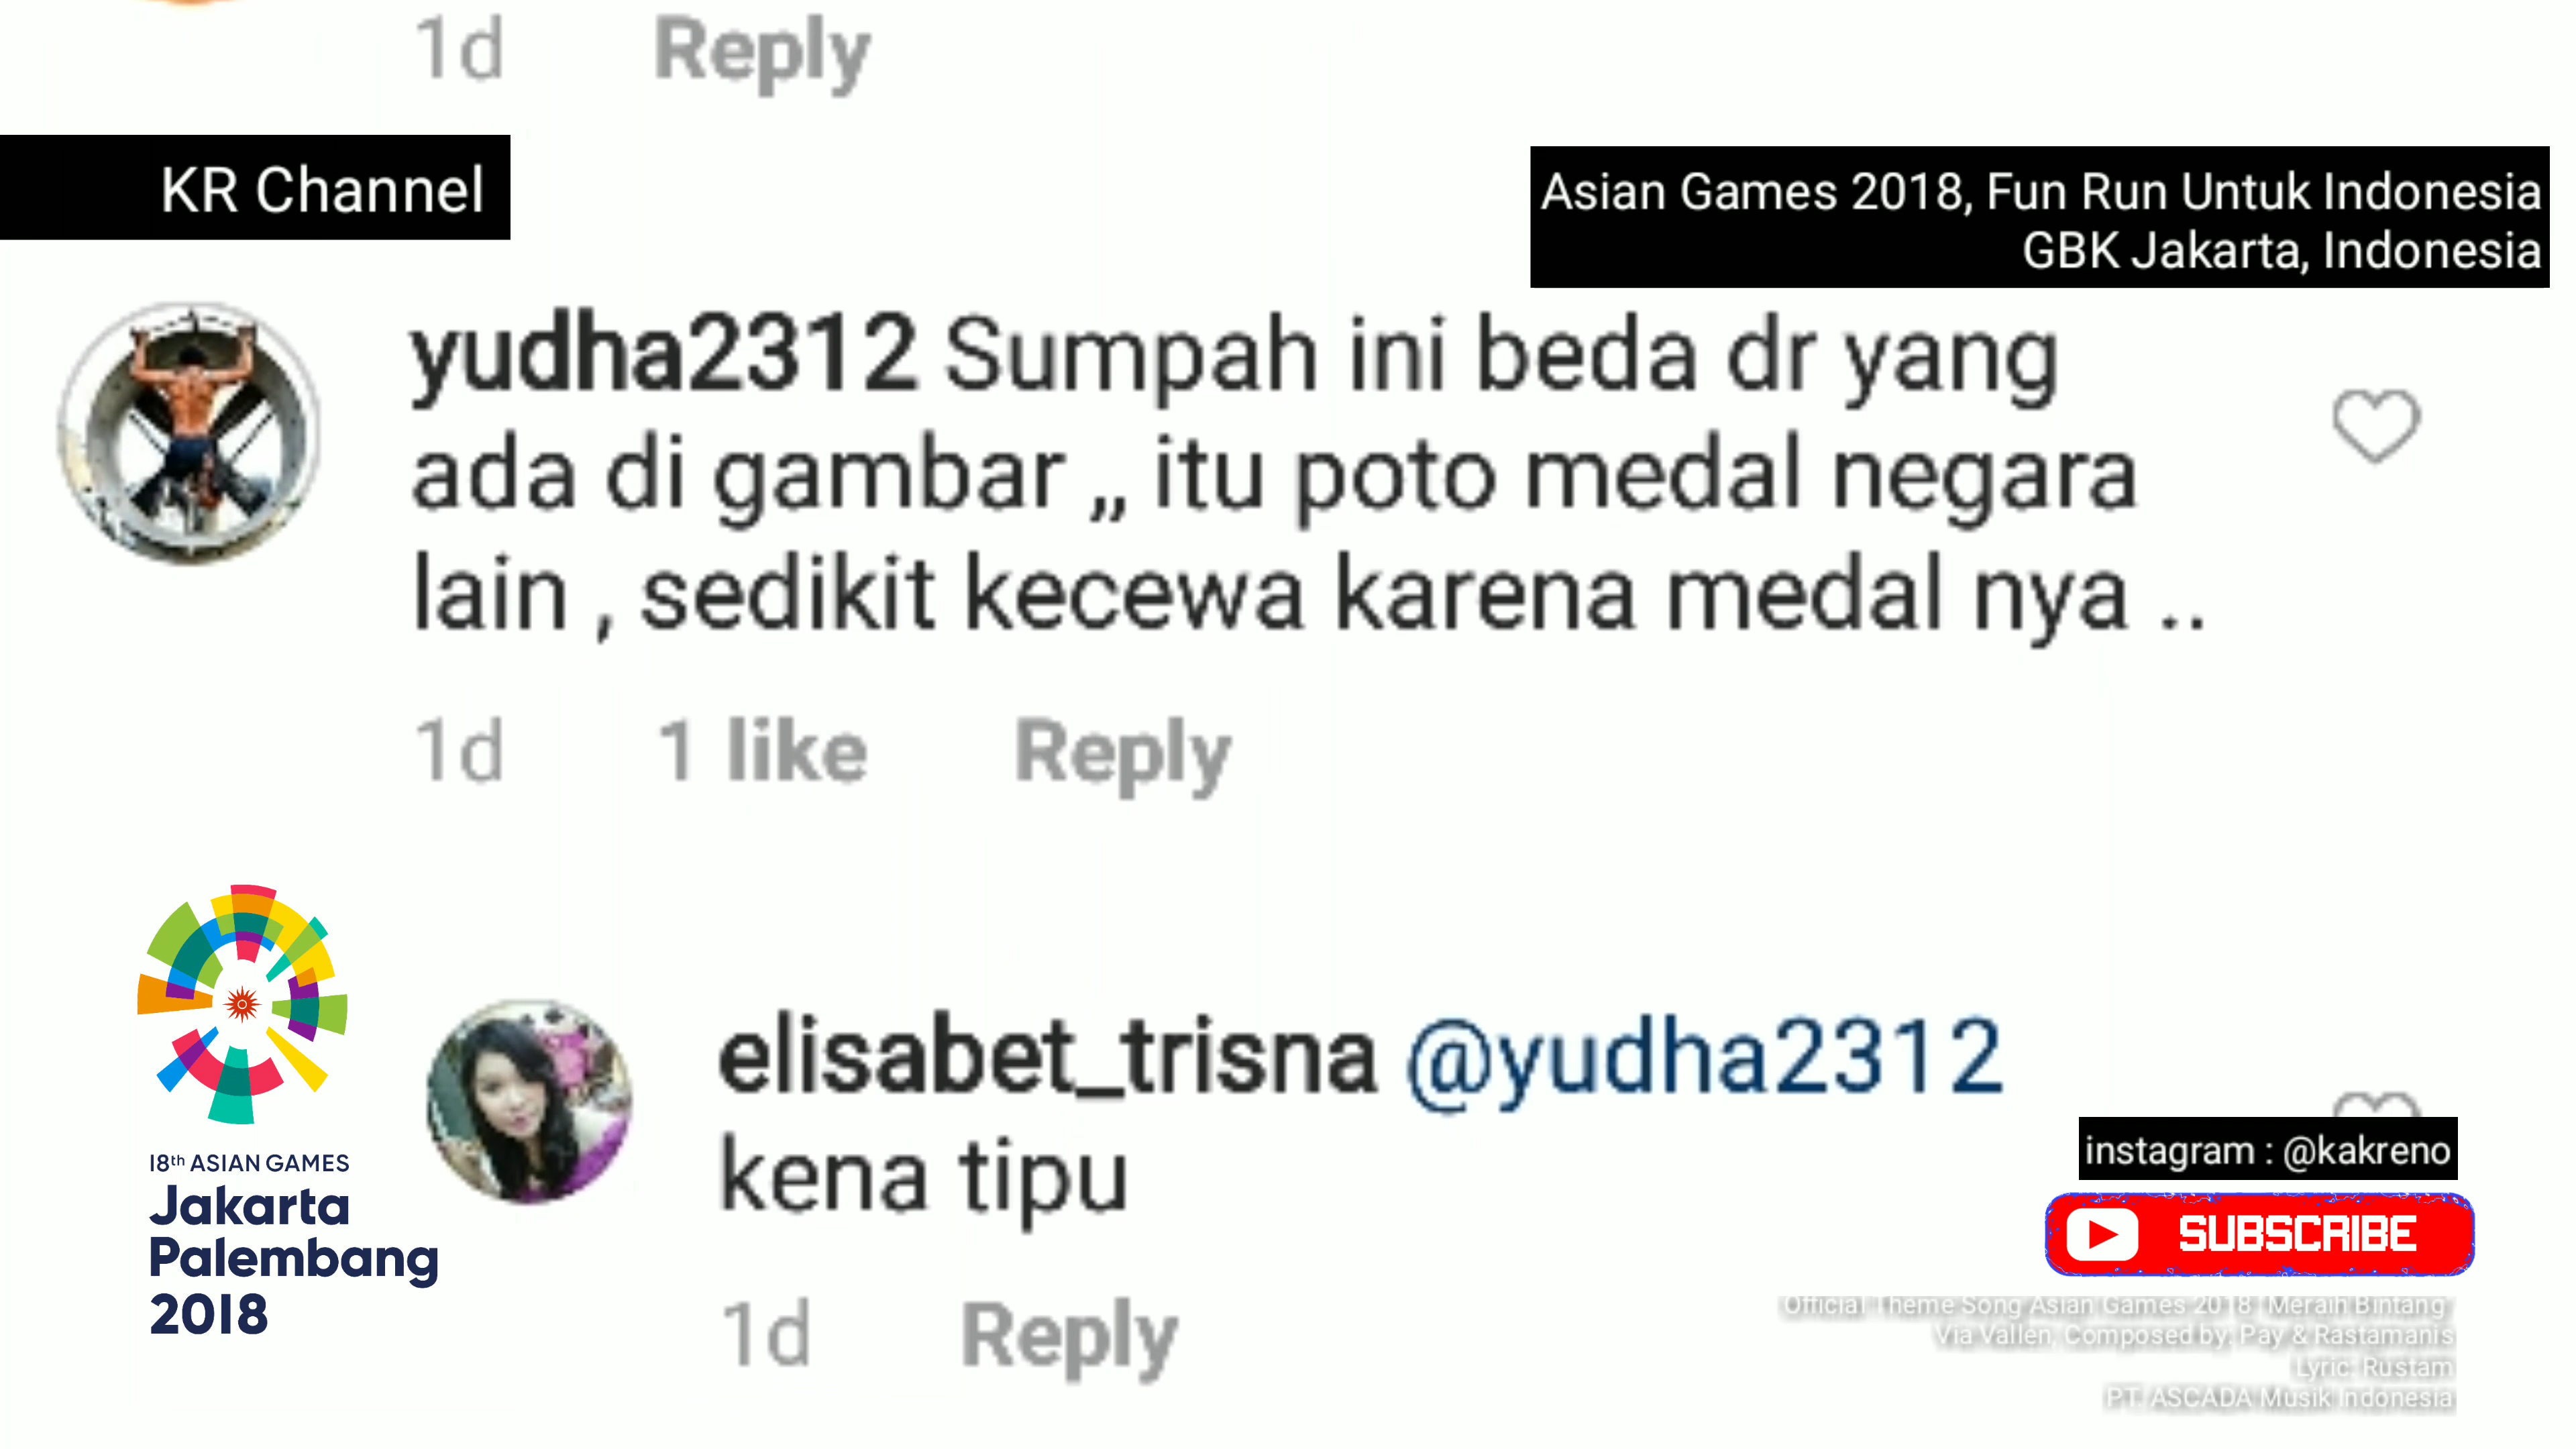 1d Reply
KR Channel
Asian Games 2018, Fun Run Untuk Indonesia
GBK Jakarta, Indonesia
yudha2312 Sumpah ini beda dr yang
ada di gambar ,, itu poto medal negara
lain , sedikit kecewa karena medal nya ..
1d 1 like Reply
elisabet_trisna @yudha2312
kena tipu
1d Reply
18th ASIAN GAMES
Jakarta
Palembang
2018
instagram : @kakreno
SUBSCRIBE
Official Theme Song Asian Games 2018 Meraih Bintang
Via Vallen, Composed by: Pay & Rastamanis
Lyric: Rustam
PT. ASCADA Musik Indonesia